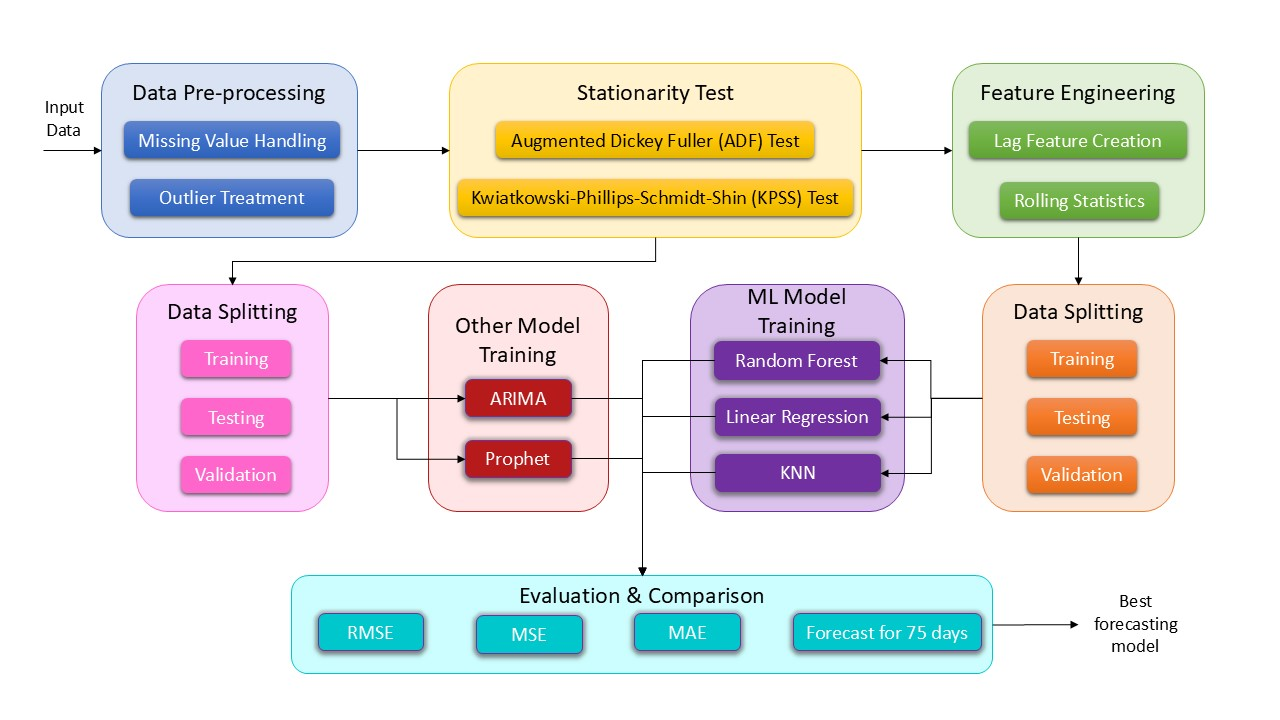 Input
Data
Data Pre-processing
Missing Value Handling
Outlier Treatment
Stationarity Test
Augmented Dickey Fuller (ADF) Test
Kwiatkowski-Phillips-Schmidt-Shin (KPSS) Test
Feature Engineering
Lag Feature Creation
Rolling Statistics
Data Splitting
Training
Testing
Validation
Other Model
Training
ARIMA
Prophet
ML Model
Training
Random Forest
Linear Regression
KNN
Data Splitting
Training
Testing
Validation
Evaluation & Comparison
RMSE
MSE
MAE
Forecast for 75 days
Best
forecasting
model